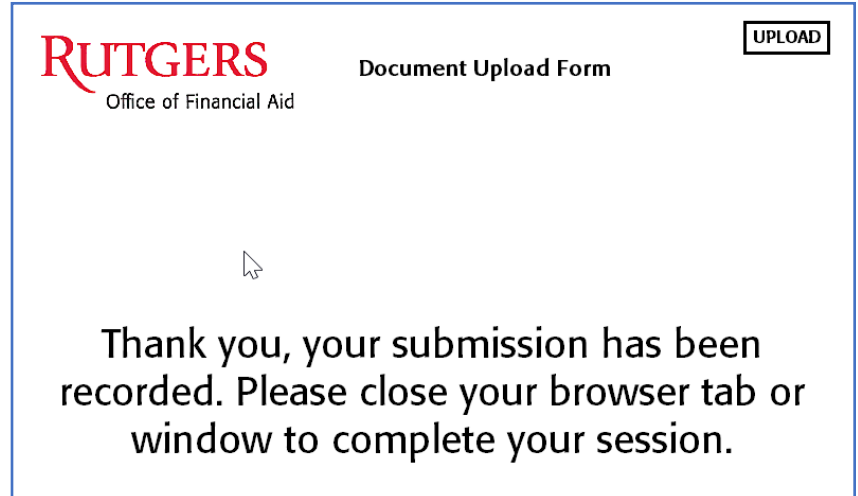 UPLOAD
RUTGERS
Document Upload Form
Office of Financial Aid
Thank you, your submission has been
recorded. Please close your browser tab or
window to complete your session.